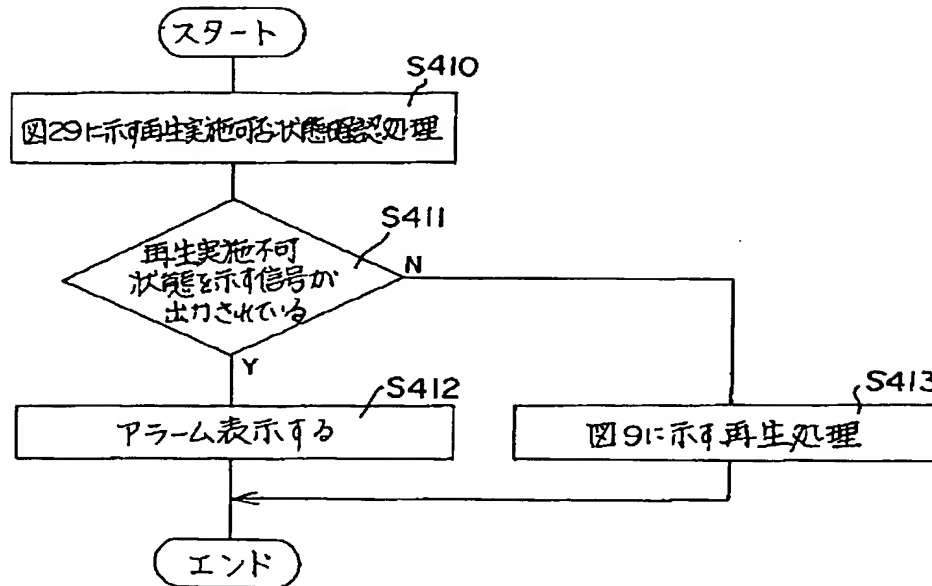 スタート
S410
図29に示す再生実施可否状態確認処理
S411
再生実施不可
状態を示す信号が
出力されている
N
Y
S412
アラーム表示する
S413
図9に示す再生処理
エンド